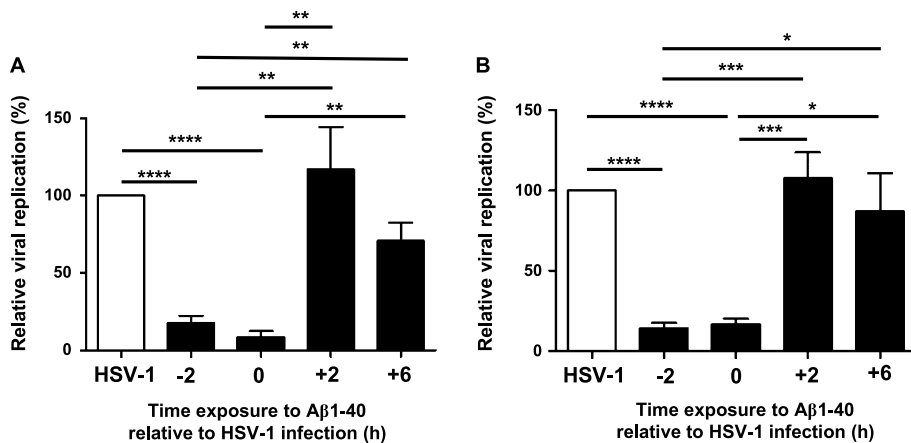 A
**
**
**
**
****
****
Relative viral replication (%)
150
100
50
0
HSV-1 -2 0 +2 +6
Time exposure to Aβ1-40
relative to HSV-1 infection (h)
B
*
***
****
*
***
****
Relative viral replication (%)
150
100
50
0
HSV-1 -2 0 +2 +6
Time exposure to Aβ1-40
relative to HSV-1 infection (h)